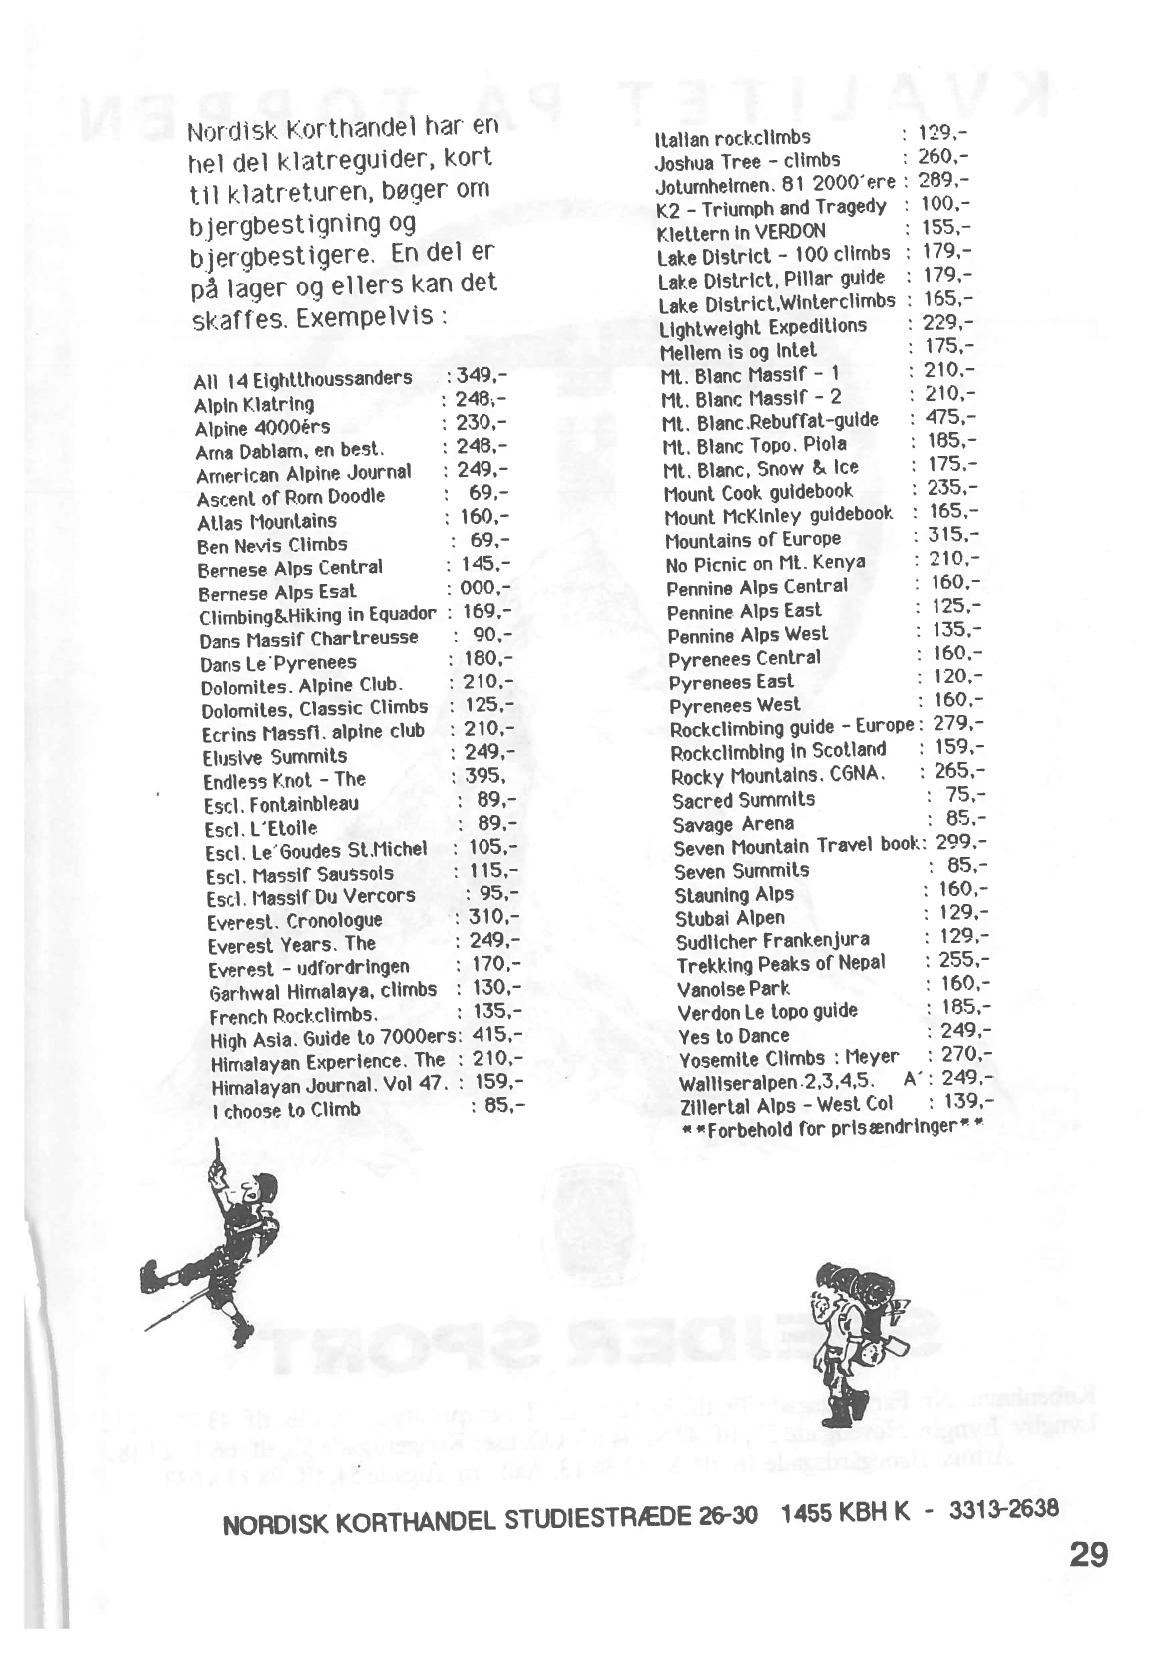 Nordisk Korthandel har en
hel del klatreguider, kort
til klatreturen, bøger om
bjergbestigning og
bjergbestigere. En del er
på lager og ellers kan det
skaffes. Exempelvis :
All 14 Eightthoussanders : 349,-
Alpin Klatring : 248,-
Alpine 4000érs : 230,-
Ama Dablam, en best. : 248,-
American Alpine Journal : 249,-
Ascent of Rom Doodle : 69,-
Atlas Mountains : 160,-
Ben Nevis Climbs : 69,-
Bernese Alps Central : 145,-
Bernese Alps Esat : 000,-
Climbing&Hiking in Equador : 169,-
Dans Massif Chartreusse : 90,-
Dans Le´Pyrenees : 180,-
Dolomites. Alpine Club. : 210,-
Dolomites, Classic Climbs : 125,-
Ecrins Massfi. alpine club : 210,-
Elusive Summits : 249,-
Endless Knot - The : 395,
Escl. Fontainbleau : 89,-
Escl. L´Etoile : 89,-
Escl. Le´Goudes St.Michel : 105,-
Escl. Massif Saussois : 115,-
Escl. Massif Du Vercors : 95,-
Everest. Cronologue : 310,-
Everest Years. The : 249,-
Everest - udfordringen : 170,-
Garhwal Himalaya, climbs : 130,-
French Rockclimbs. : 135,-
High Asia. Guide to 7000ers: 415,-
Himalayan Experience. The : 210,-
Himalayan Journal. Vol 47. : 159,-
I choose to Climb : 85,-
Italian rockclimbs : 129,-
Joshua Tree - climbs : 260,-
Jotumheimen. 81 2000´ere : 289,-
K2 - Triumph and Tragedy : 100,-
Klettern in VERDON : 155,-
Lake District - 100 climbs : 179,-
Lake District, Pillar guide : 179,-
Lake District,Winterclimbs : 165,-
Lightweight Expeditions : 229,-
Mellem is og Intet : 175,-
Mt. Blanc Massif - 1 : 210,-
Mt. Blanc Massif - 2 : 210,-
Mt. Blanc.Rebuffat-guide : 475,-
Mt. Blanc Topo. Piola : 185,-
Mt. Blanc, Snow & Ice : 175,-
Mount Cook guidebook : 235,-
Mount McKinley guidebook : 165,-
Mountains of Europe : 315,-
No Picnic on Mt. Kenya : 210,-
Pennine Alps Central : 160,-
Pennine Alps East : 125,-
Pennine Alps West : 135,-
Pyrenees Central : 160,-
Pyrenees East : 120,-
Pyrenees West : 160,-
Rockclimbing guide - Europe: 279,-
Rockclimbing in Scotland : 159,-
Rocky Mountains. CGNA. : 265,-
Sacred Summits : 75,-
Savage Arena : 85,-
Seven Mountain Travel book: 299,-
Seven Summits : 85,-
Stauning Alps : 160,-
Stubai Alpen : 129,-
Sudlicher Frankenjura : 129,-
Trekking Peaks of Nepal : 255,-
Vanoise Park : 160,-
Verdon Le topo guide : 185,-
Yes to Dance : 249,-
Yosemite Climbs : Meyer : 270,-
Walliseralpen 2,3,4,5. A´: 249,-
Zillertal Alps - West Col : 139,-
**Forbehold for prisændringer**
NORDISK KORTHANDEL STUDIESTRÆDE 26-30 1455 KBH K - 3313-2638
29